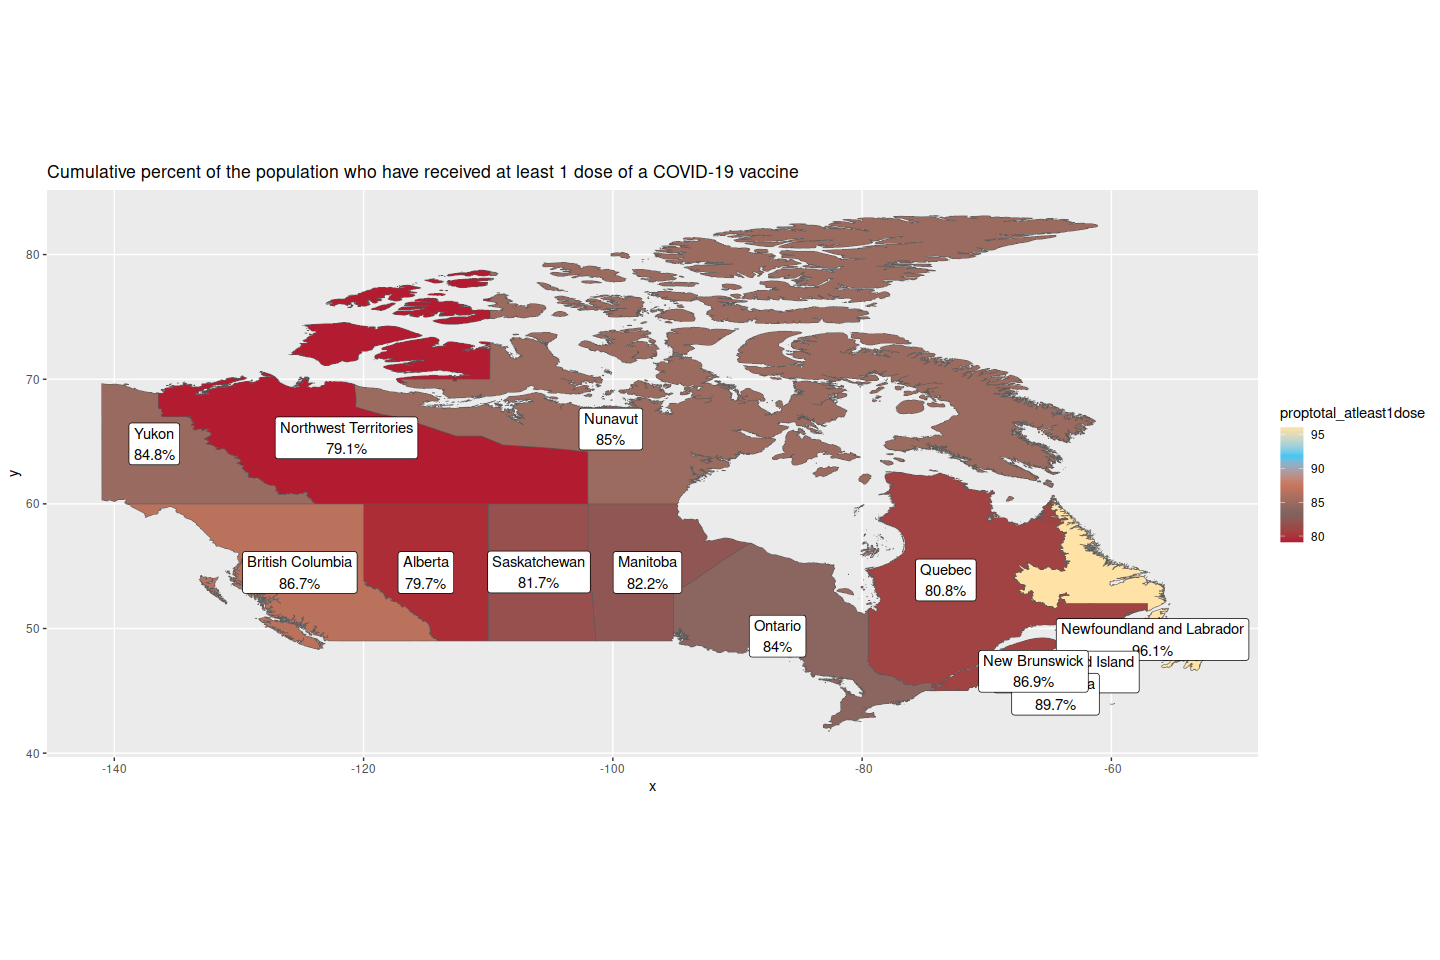 Cumulative percent of the population who have received at least 1 dose of a COVID-19 vaccine
y
80
70
60
50
40
Yukon
84.8%
Northwest Territories
79.1%
Nunavut
85%
British Columbia
86.7%
Alberta
79.7%
Saskatchewan
81.7%
Manitoba
82.2%
Ontario
84%
Quebec
80.8%
Newfoundland and Labrador
96.1%
New Brunswick
86.9%
d Island
a
89.7%
-140
-120
-100
-80
-60
x
proptotal_atleast1dose
95
90
85
80